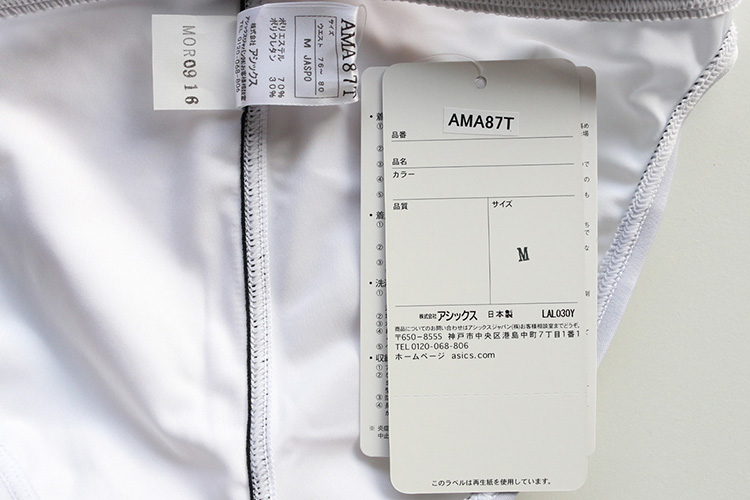 MOR0916
AMA87T
サイズ
ウエスト 76～80
M JASPO
ポリエステル 70%
ポリウレタン 30%
株式会社 アシックス
0120-068-806
AMA87T
品番
品名
カラー
品質
サイズ
M
株式会社 アシックス 日本製 LAL030Y
商品についてのお問い合わせはアシックスジャパン(株)お客様相談室までどうぞ。
〒650-8555 神戸市中央区港島中町7丁目1番1
TEL 0120-068-806
ホームページ asics.com
このラベルは再生紙を使用しています。